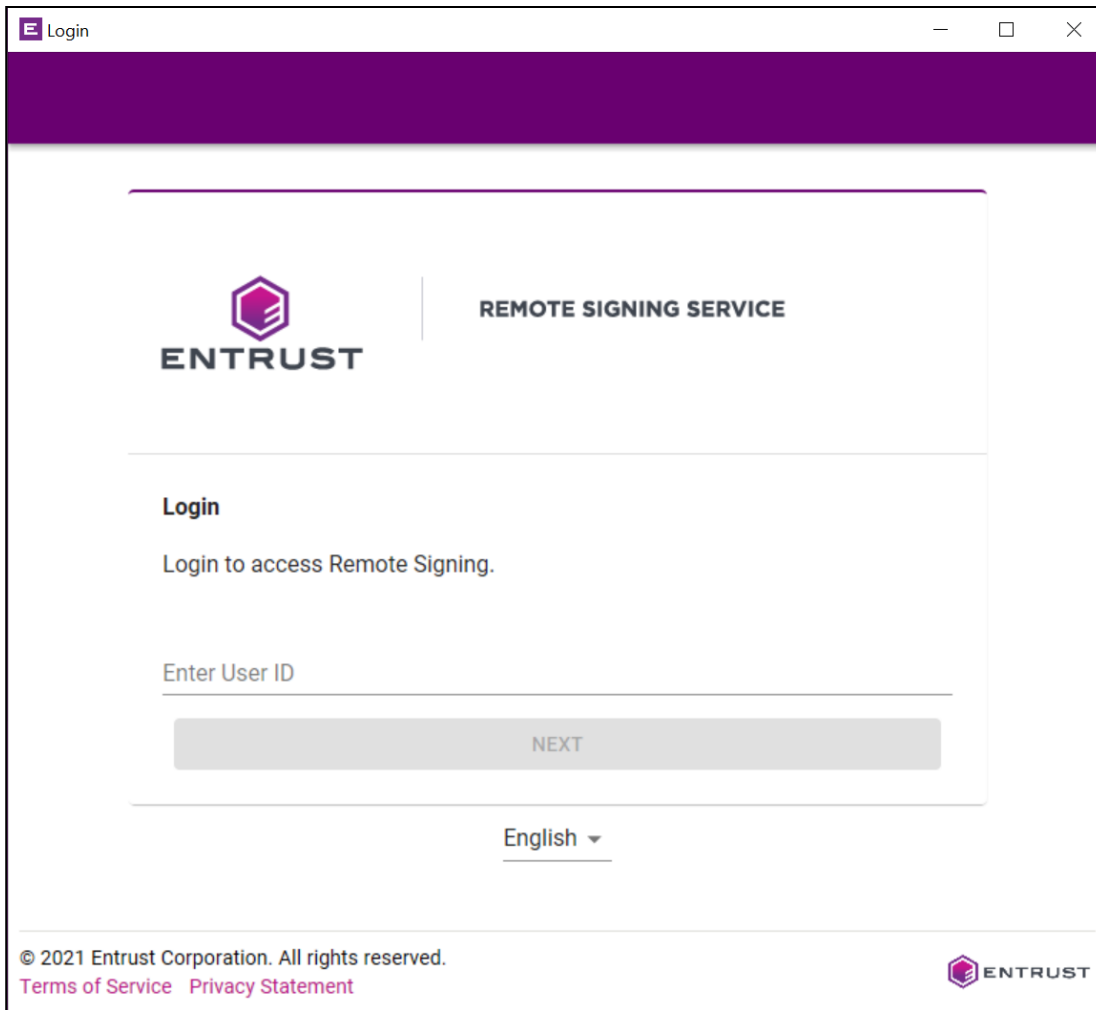 Login
ENTRUST
REMOTE SIGNING SERVICE
Login
Login to access Remote Signing.
Enter User ID
NEXT
English
© 2021 Entrust Corporation. All rights reserved.
Terms of Service Privacy Statement
ENTRUST